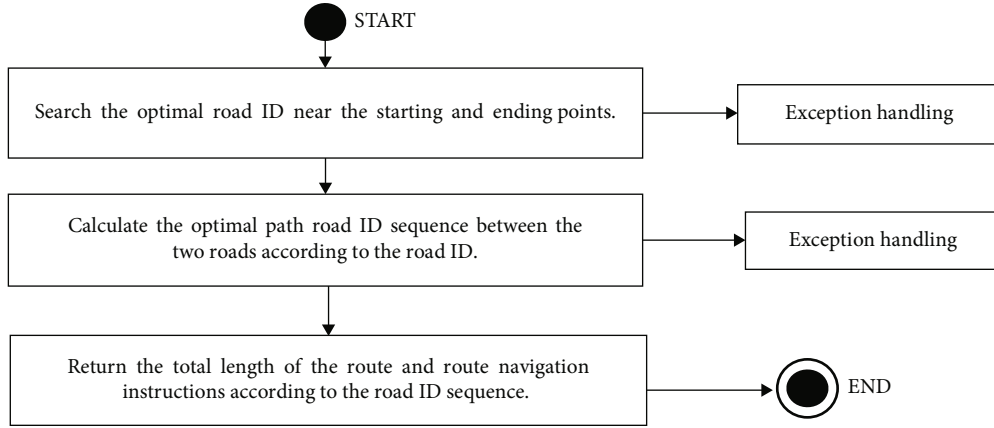 START
Search the optimal road ID near the starting and ending points.
Exception handling
Calculate the optimal path road ID sequence between the
two roads according to the road ID.
Exception handling
Return the total length of the route and route navigation
instructions according to the road ID sequence.
END